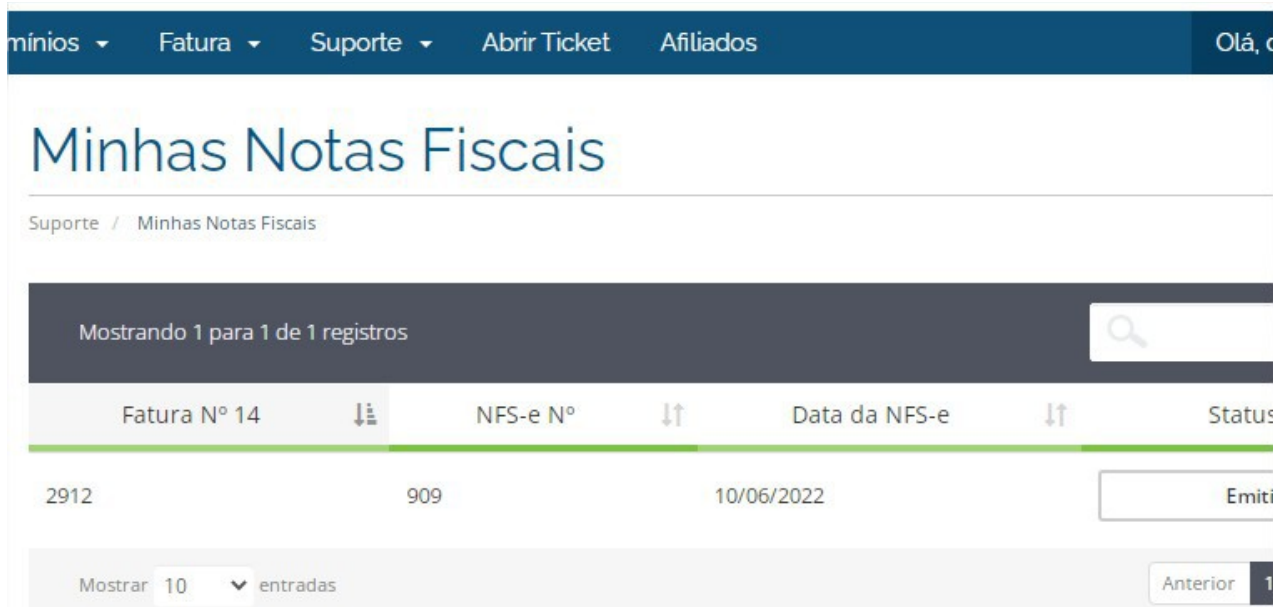 Fatura Suporte Abrir Ticket Afiliados Olá,
Minhas Notas Fiscais
Suporte / Minhas Notas Fiscais
Mostrando 1 para 1 de 1 registros
Fatura Nº 14 NFS-e Nº Data da NFS-e Status
2912 909 10/06/2022
Mostrar 10 entradas
Anterior 1